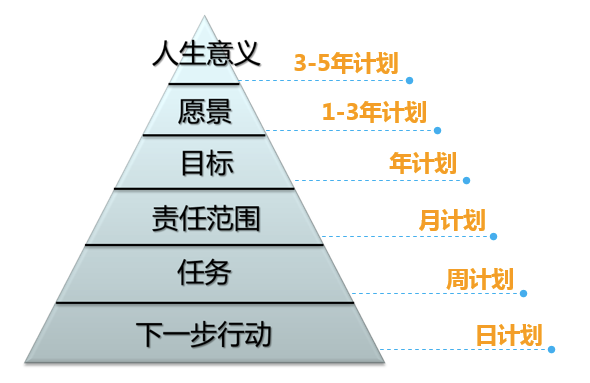 人生意义
3-5年计划
愿景
1-3年计划
目标
年计划
责任范围
月计划
任务
周计划
下一步行动
日计划